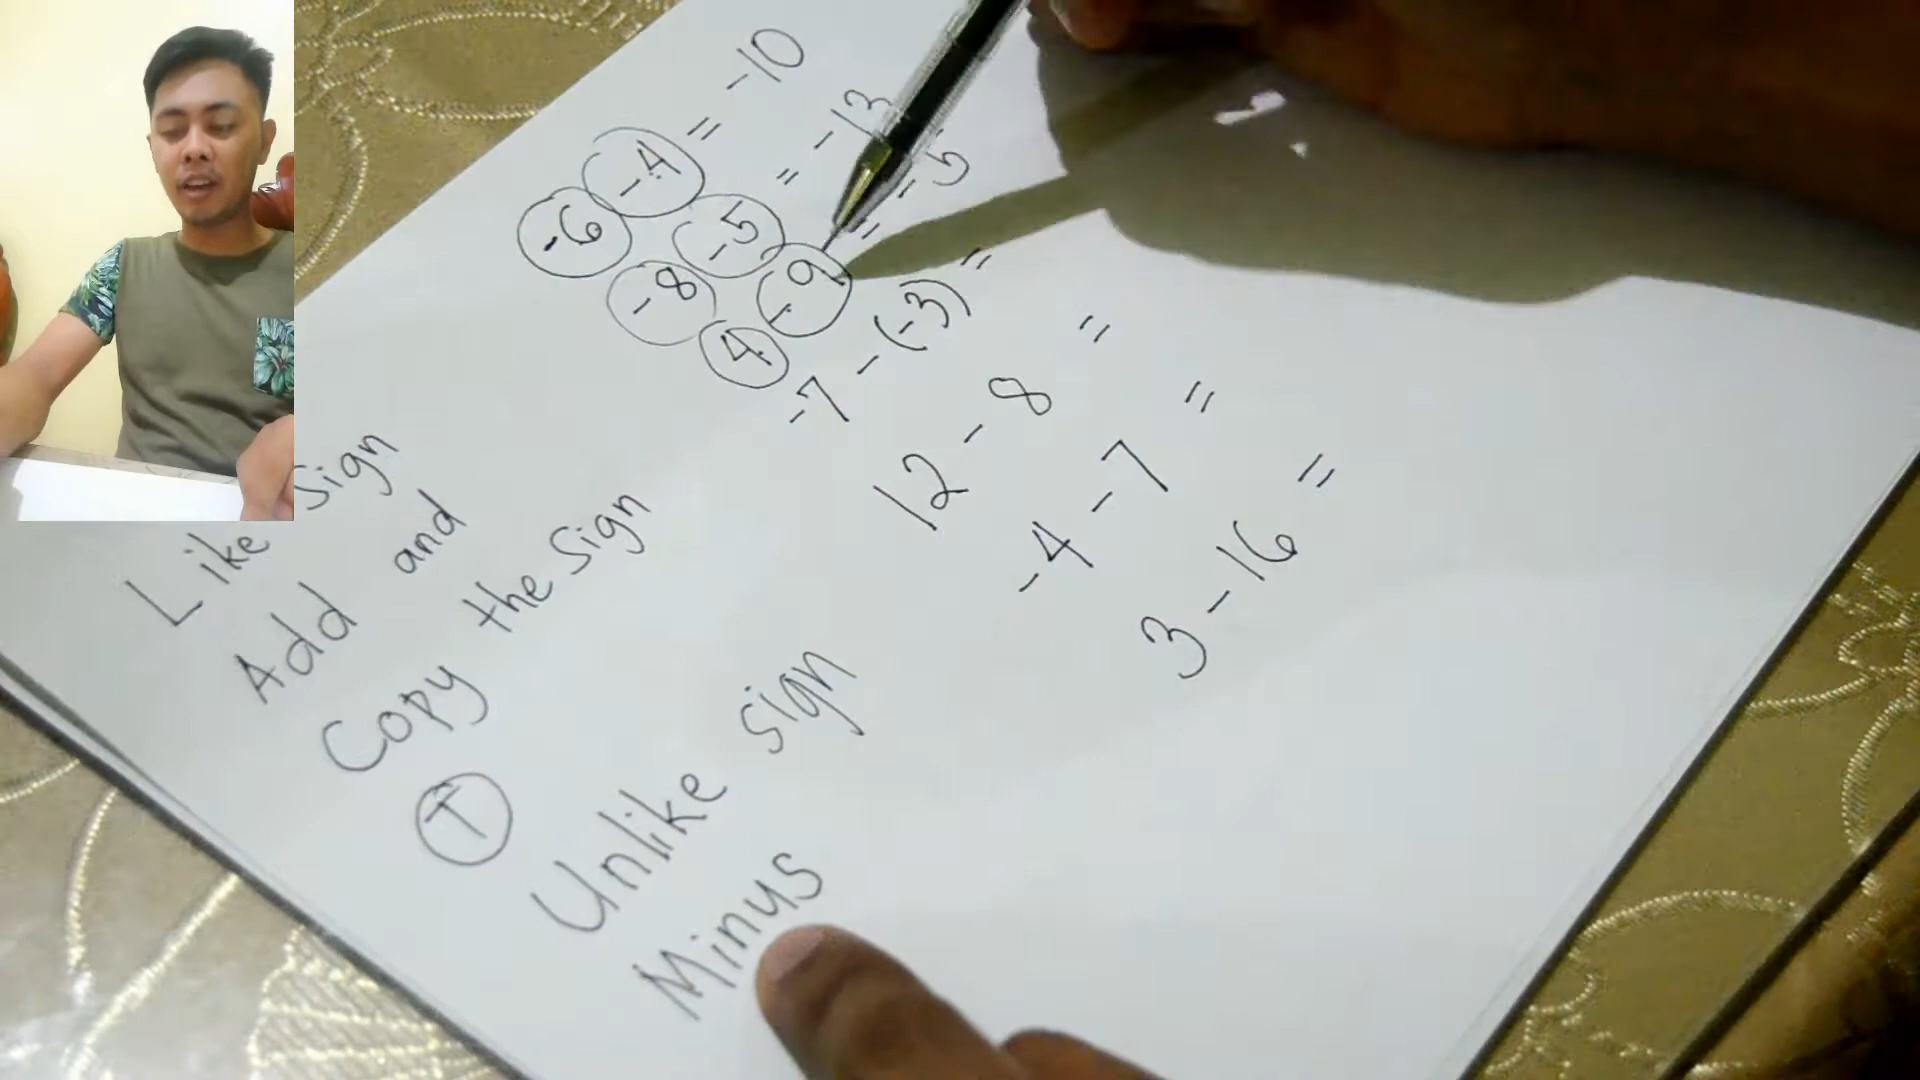 -6 -4 = -10
-8 -5 = -13
4 -9 = -5
-7 - (-3) =
12 - 8 =
-4 - 7 =
3 - 16 =
Like Sign
Add and
Copy the Sign
Unlike sign
Minus